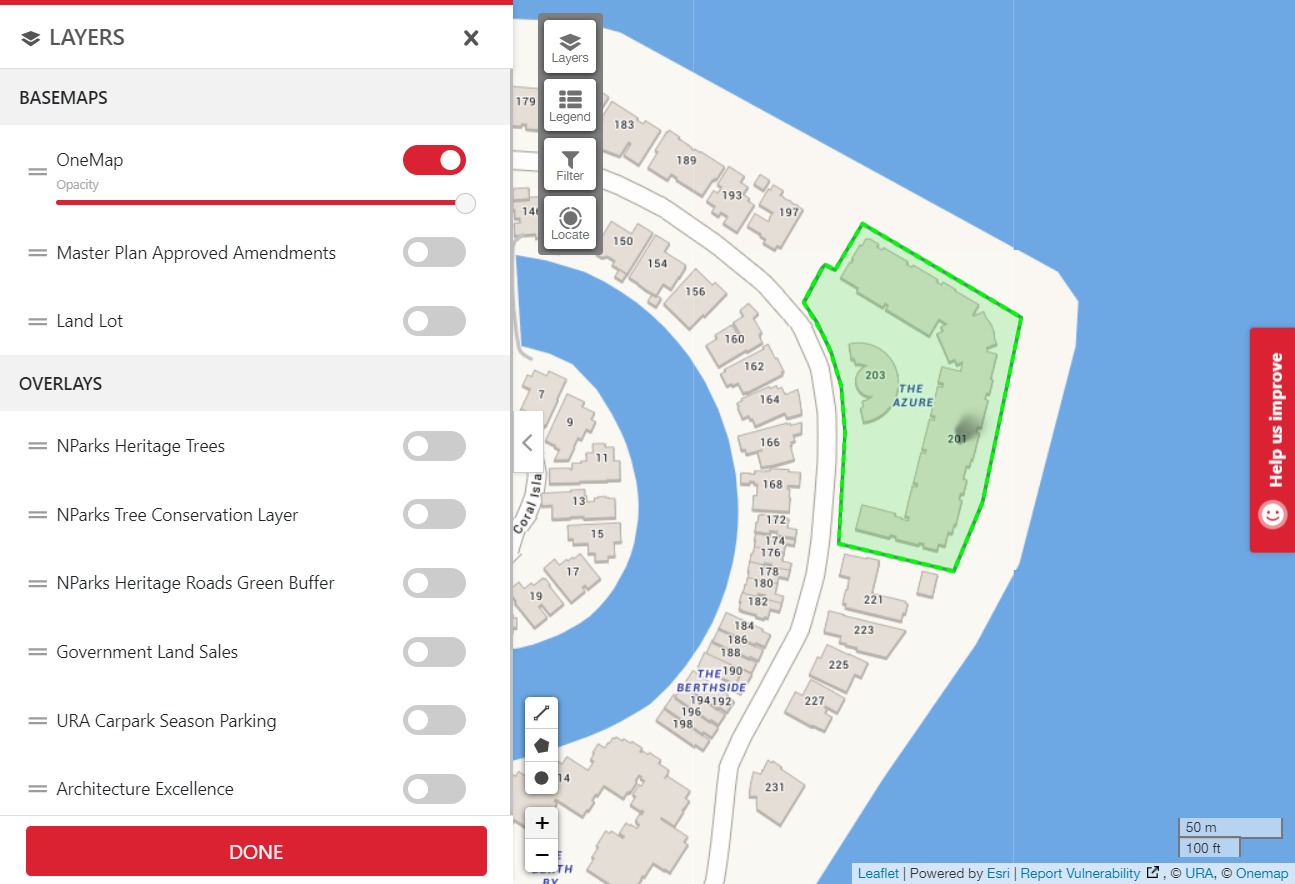 LAYERS
BASEMAPS
OneMap
Opacity
Master Plan Approved Amendments
Land Lot
OVERLAYS
NParks Heritage Trees
NParks Tree Conservation Layer
NParks Heritage Roads Green Buffer
Government Land Sales
URA Carpark Season Parking
Architecture Excellence
DONE
Layers
Legend
Filter
Locate
179
183
189
193
197
146
150
154
156
160
162
164
166
168
172
174
176
178
180
182
184
186
188
190
THE
BERTHSIDE
194
192
196
198
7
9
11
13
15
17
19
Coral Isla
203
THE
AZURE
201
221
223
225
227
231
14
BY
+
−
Help us improve
50 m
100 ft
Leaflet | Powered by Esri | Report Vulnerability , © URA, © Onemap